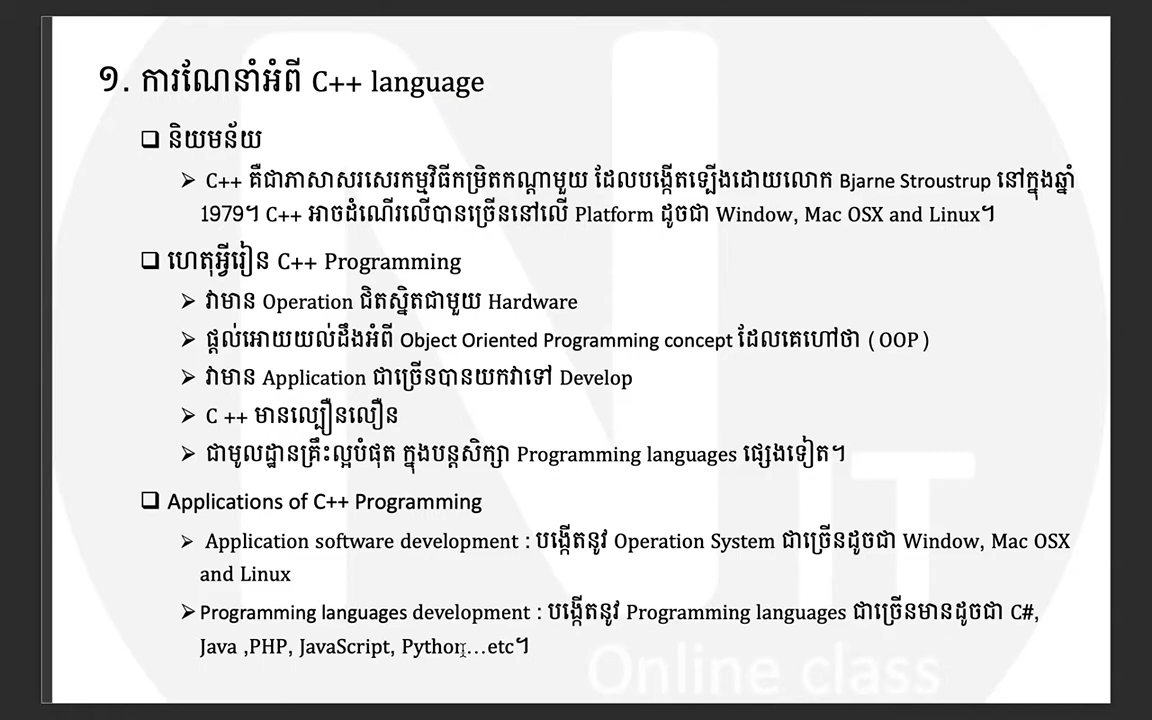 ១. ការណែនាំអំពី C++ language
❑ និយមន័យ
➢ C++ គឺជាភាសាសរសេរកម្មវិធីកម្រិតកណ្តាមួយ ដែលបង្កើតឡើងដោយលោក Bjarne Stroustrup នៅក្នុងឆ្នាំ
1979។ C++ អាចដំណើរលើបានច្រើននៅលើ Platform ដូចជា Window, Mac OSX and Linux។
❑ ហេតុអ្វីរៀន C++ Programming
➢ វាមាន Operation ជិតស្និតជាមួយ Hardware
➢ ផ្តល់អោយយល់ដឹងអំពី Object Oriented Programming concept ដែលគេហៅថា ( OOP )
➢ វាមាន Application ជាច្រើនបានយកវាទៅ Develop
➢ C ++ មានល្បឿនលឿន
➢ ជាមូលដ្ឋានគ្រឹះល្អបំផុត ក្នុងបន្តសិក្សា Programming languages ផ្សេងទៀត។
❑ Applications of C++ Programming
➢ Application software development : បង្កើតនូវ Operation System ជាច្រើនដូចជា Window, Mac OSX
and Linux
➢ Programming languages development : បង្កើតនូវ Programming languages ជាច្រើនមានដូចជា C#,
Java ,PHP, JavaScript, Python…etc។
N IT
Online class